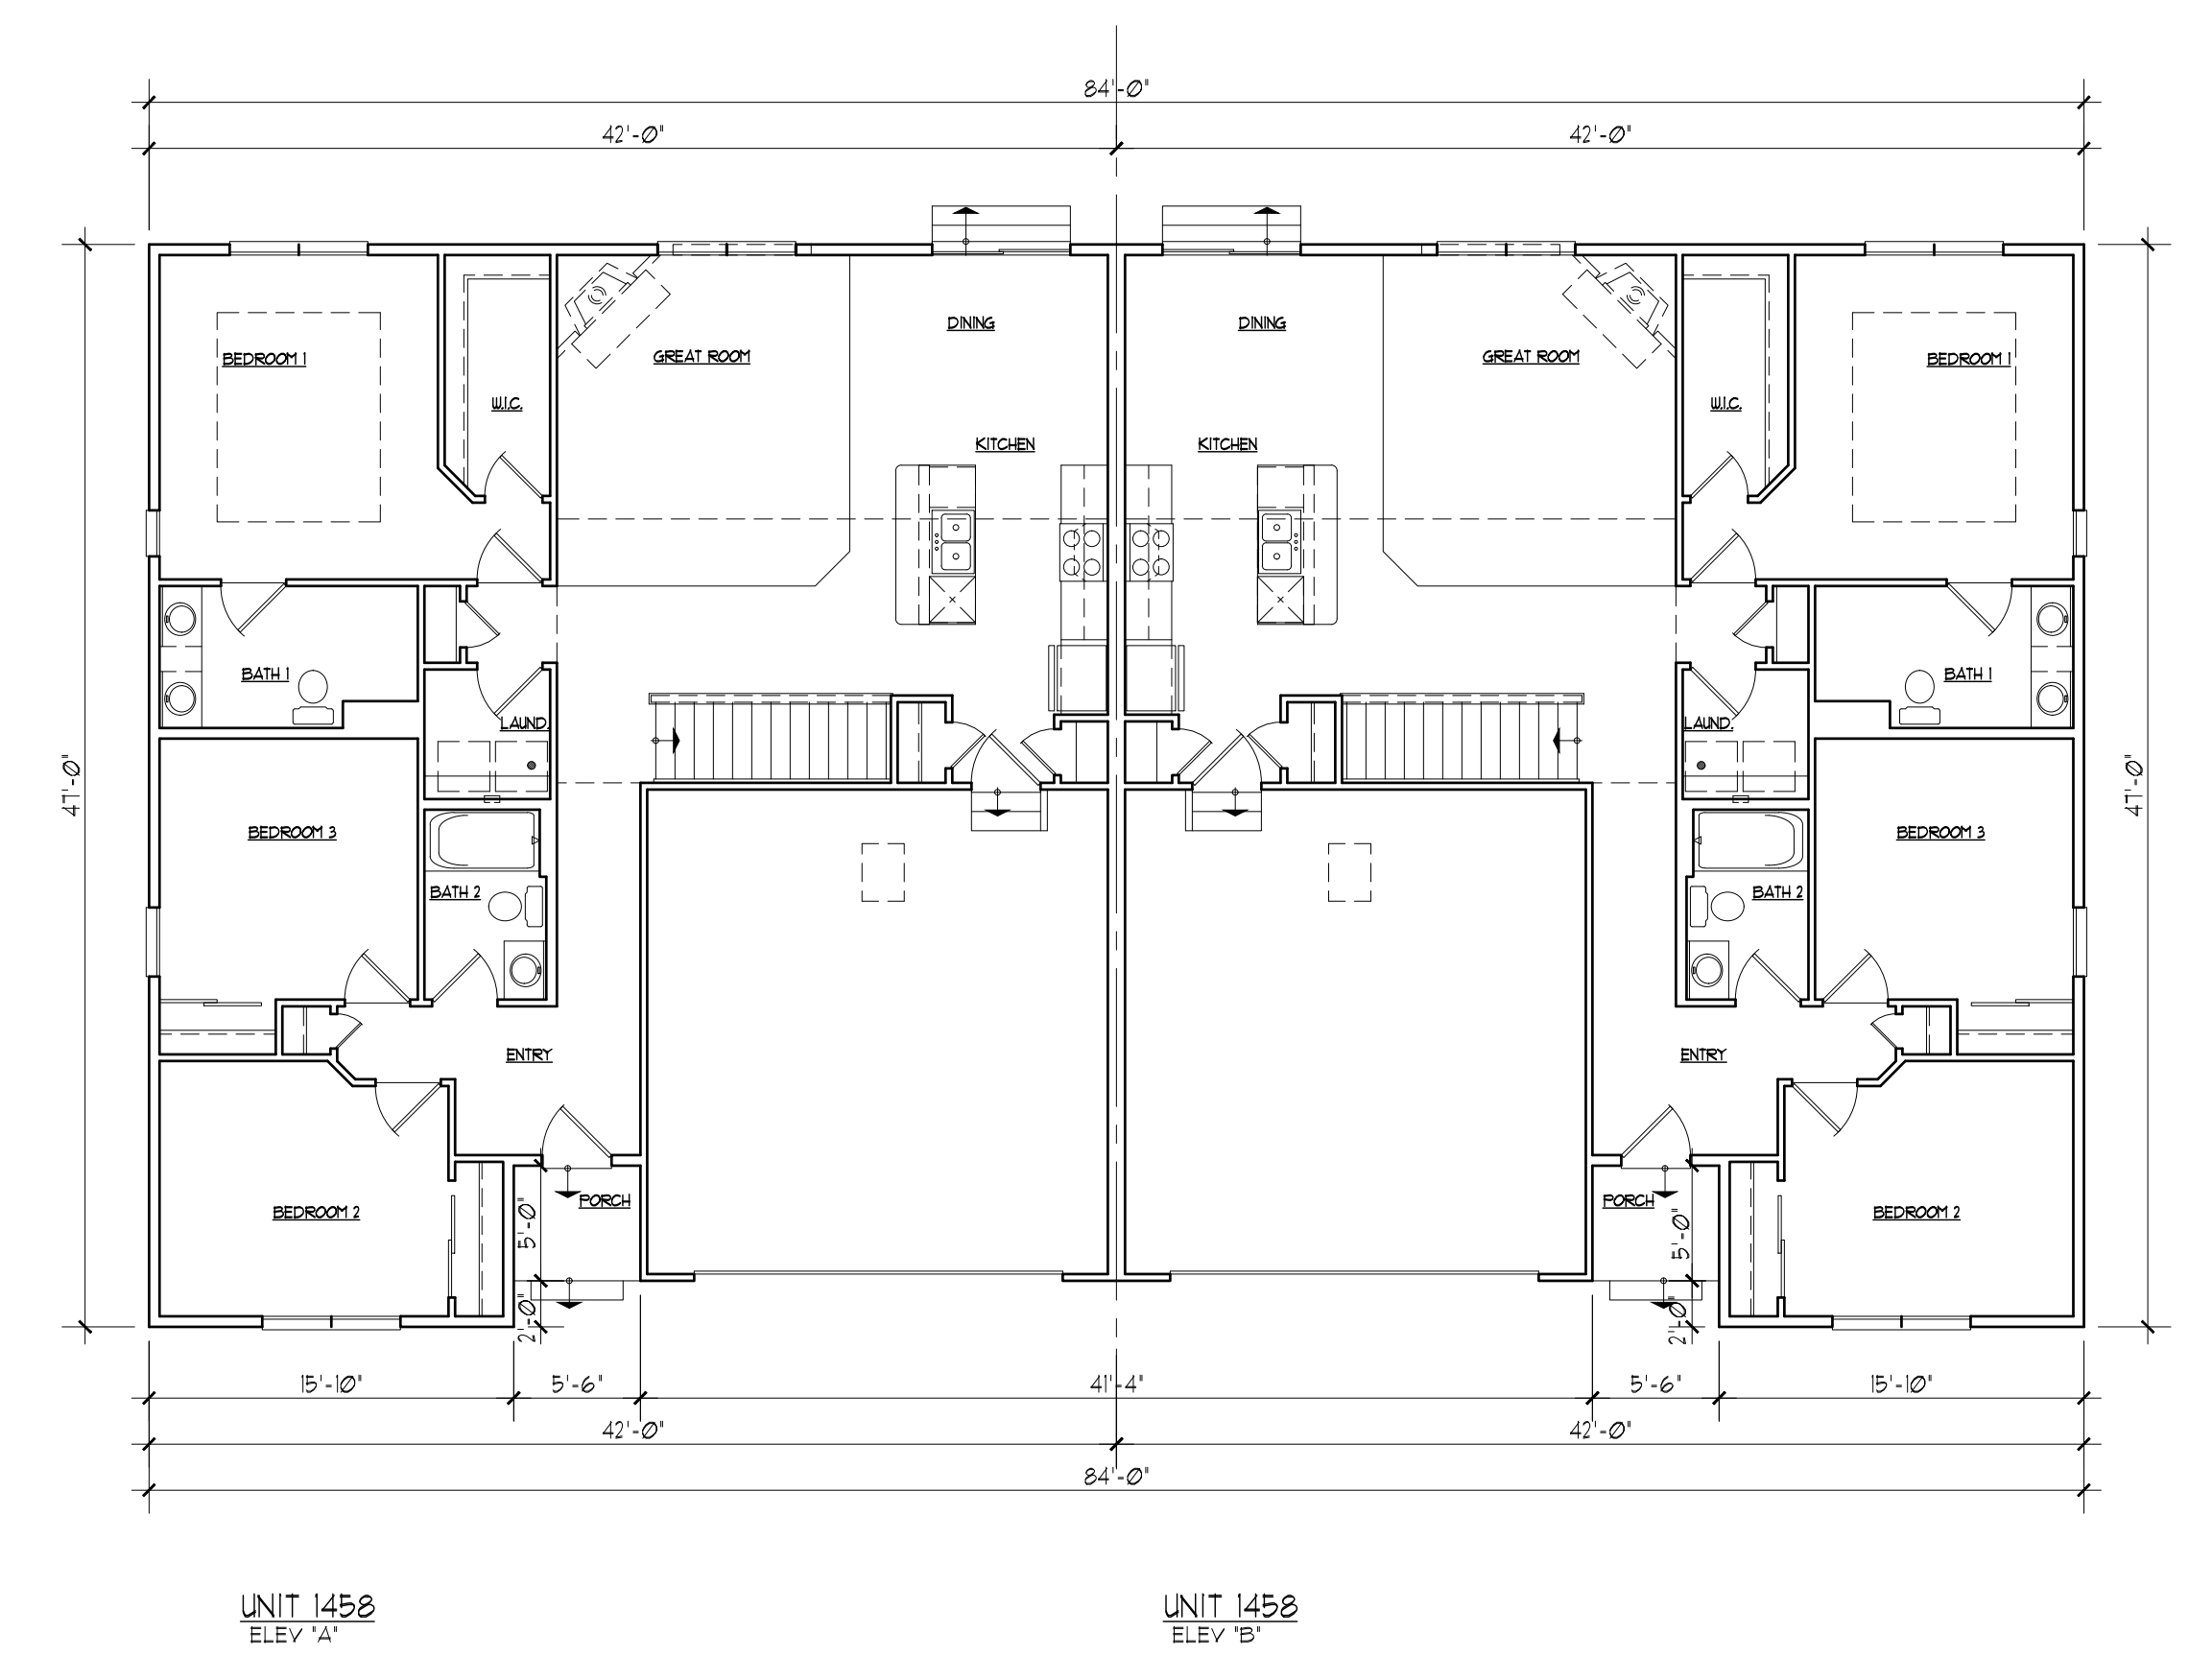 84'-0"
42'-0" 42'-0"
DINING DINING
GREAT ROOM GREAT ROOM
BEDROOM 1 BEDROOM 1
W.I.C. W.I.C.
KITCHEN KITCHEN
BATH 1 BATH 1
LAUND. LAUND.
47'-0" 47'-0"
BEDROOM 3 BEDROOM 3
BATH 2 BATH 2
ENTRY ENTRY
PORCH PORCH
BEDROOM 2 BEDROOM 2
5'-0" 5'-0"
2'-0" 2'-0"
15'-10" 5'-6" 41'-4" 5'-6" 15'-10"
42'-0" 42'-0"
84'-0"
UNIT 1458 UNIT 1458
ELEV "A" ELEV "B"